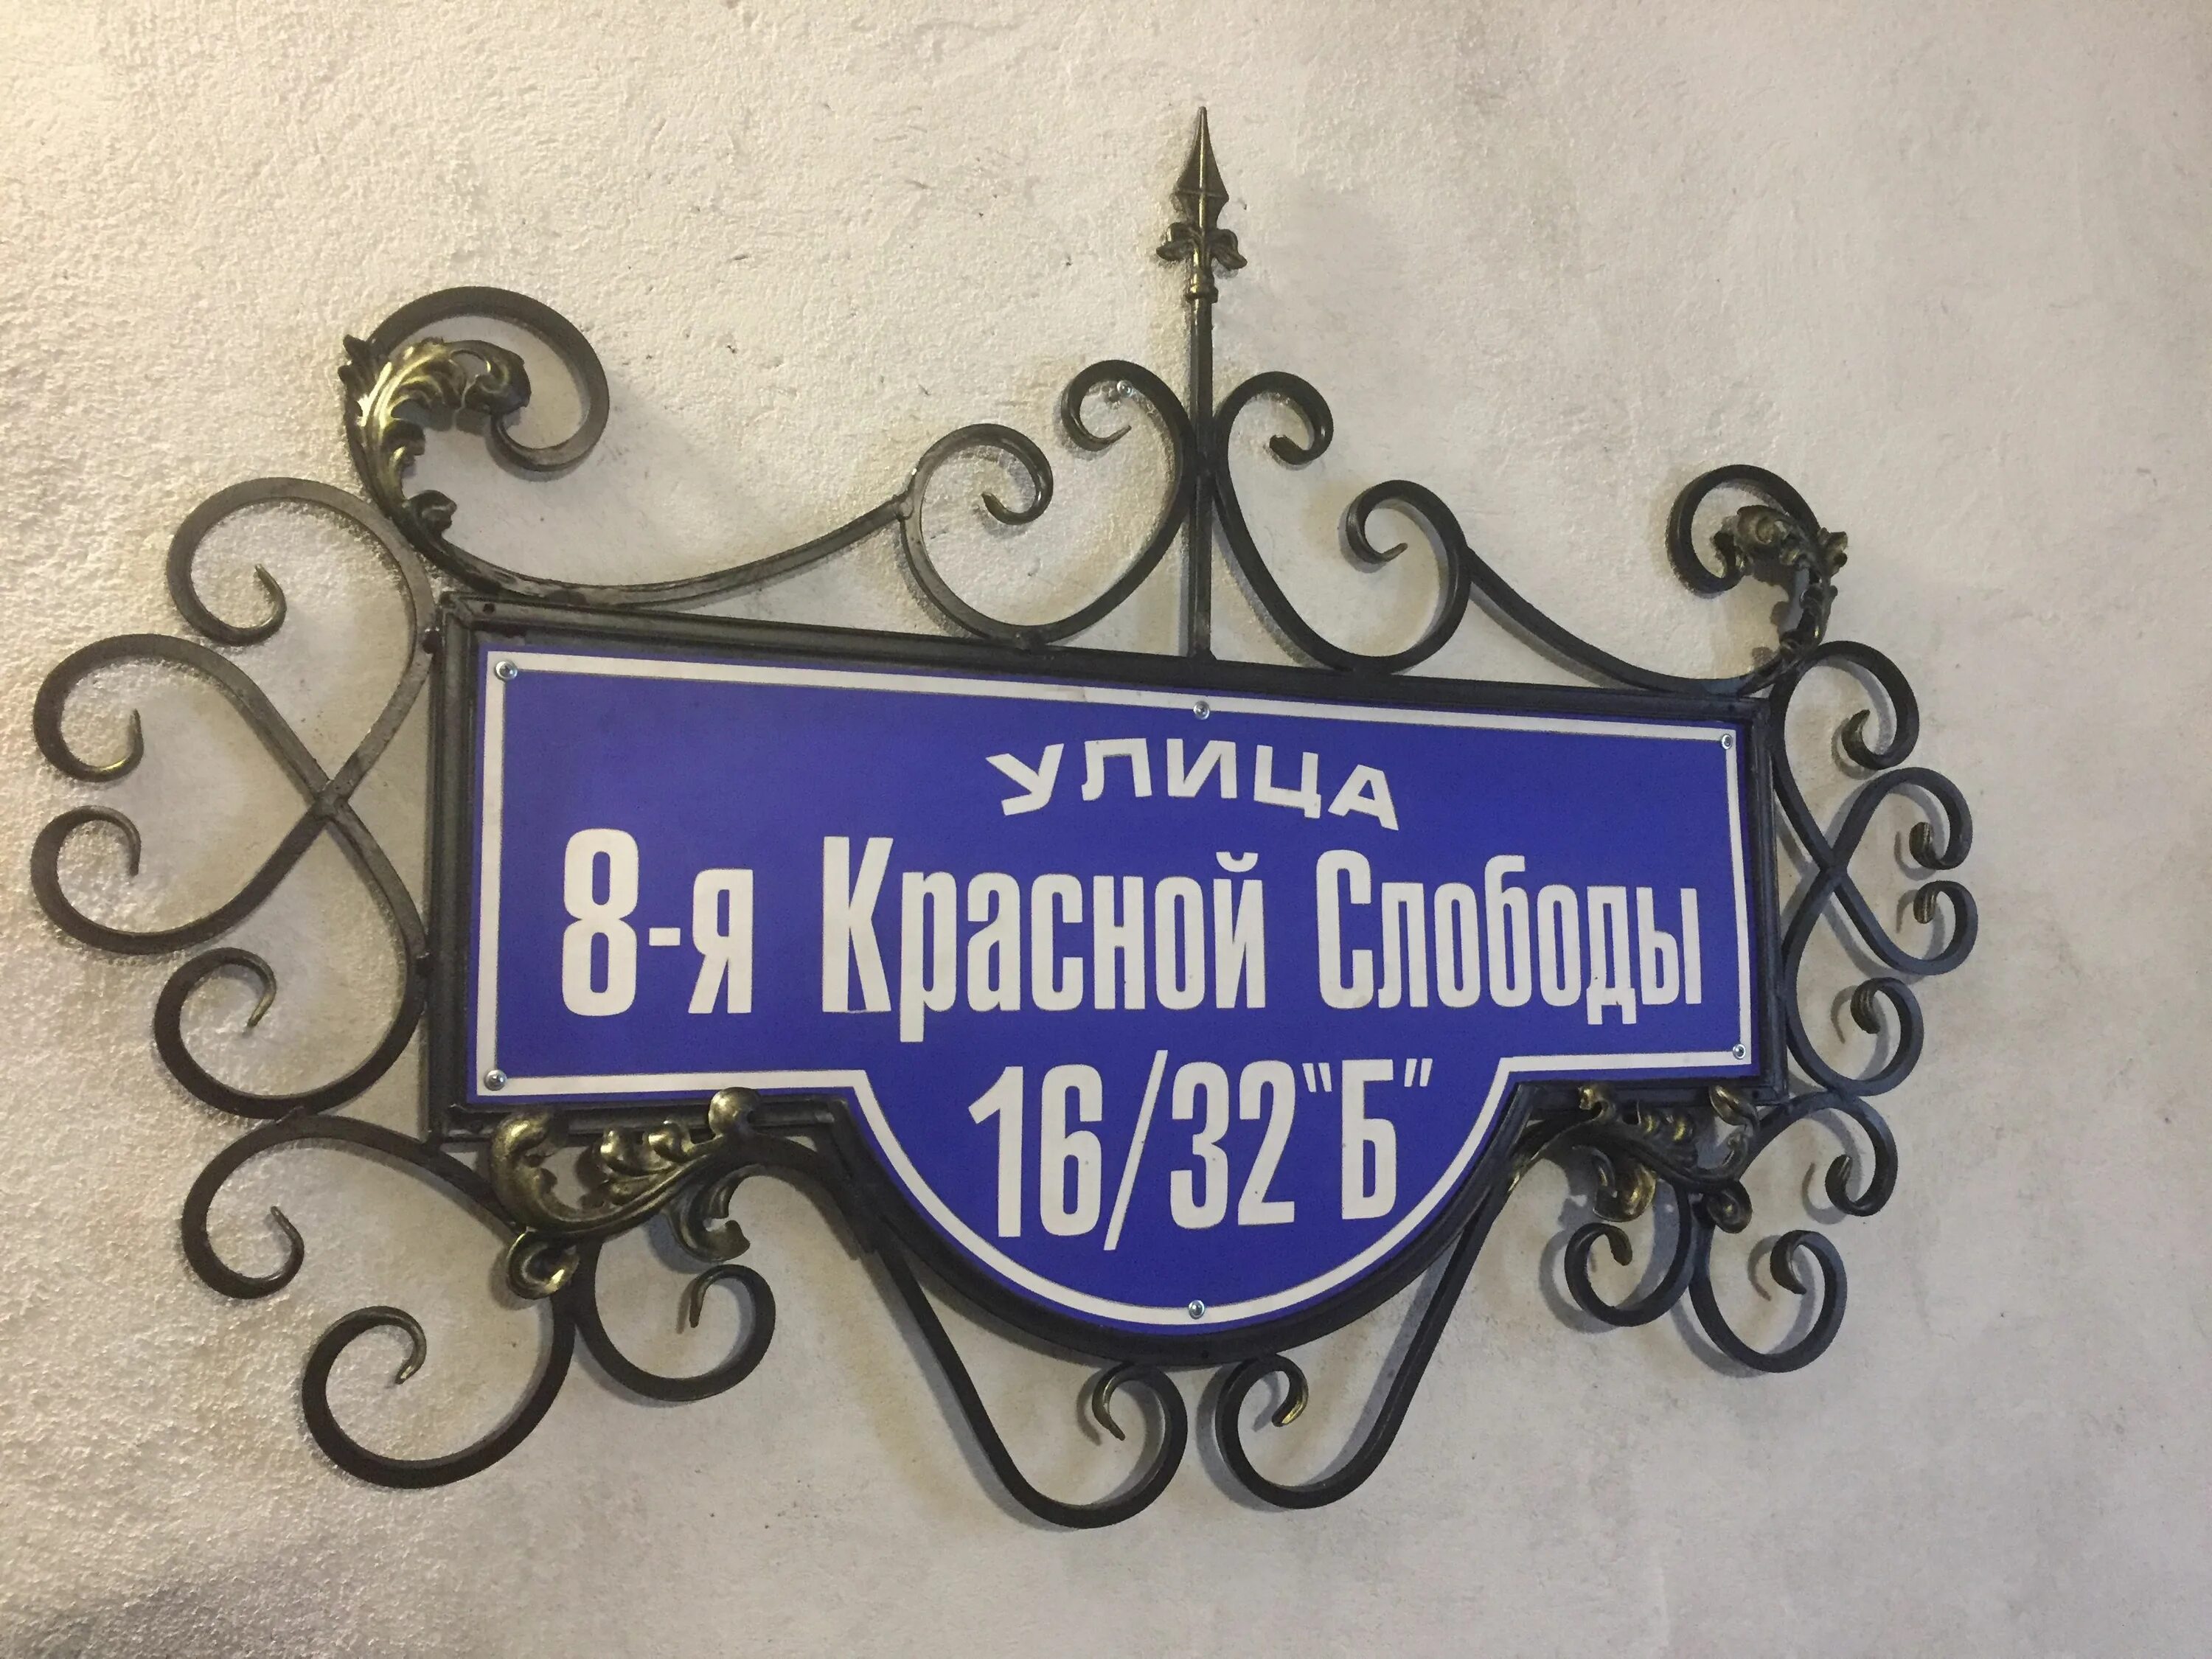 УЛИЦА
8-я Красной Слободы
16/32"Б"